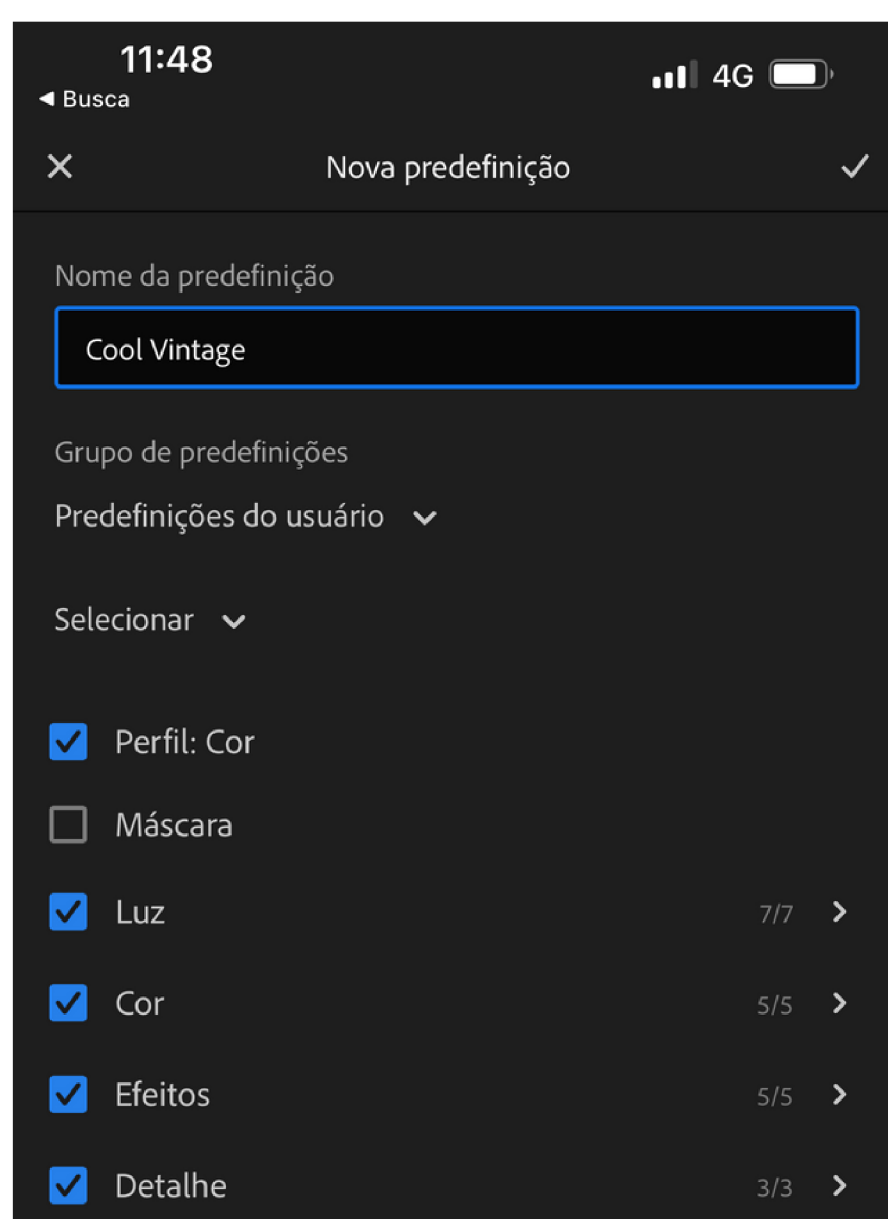 11:48
4G
◀ Busca
Nova predefinição
Nome da predefinição
Cool Vintage
Grupo de predefinições
Predefinições do usuário
Selecionar
Perfil: Cor
Máscara
Luz 7/7
Cor 5/5
Efeitos 5/5
Detalhe 3/3